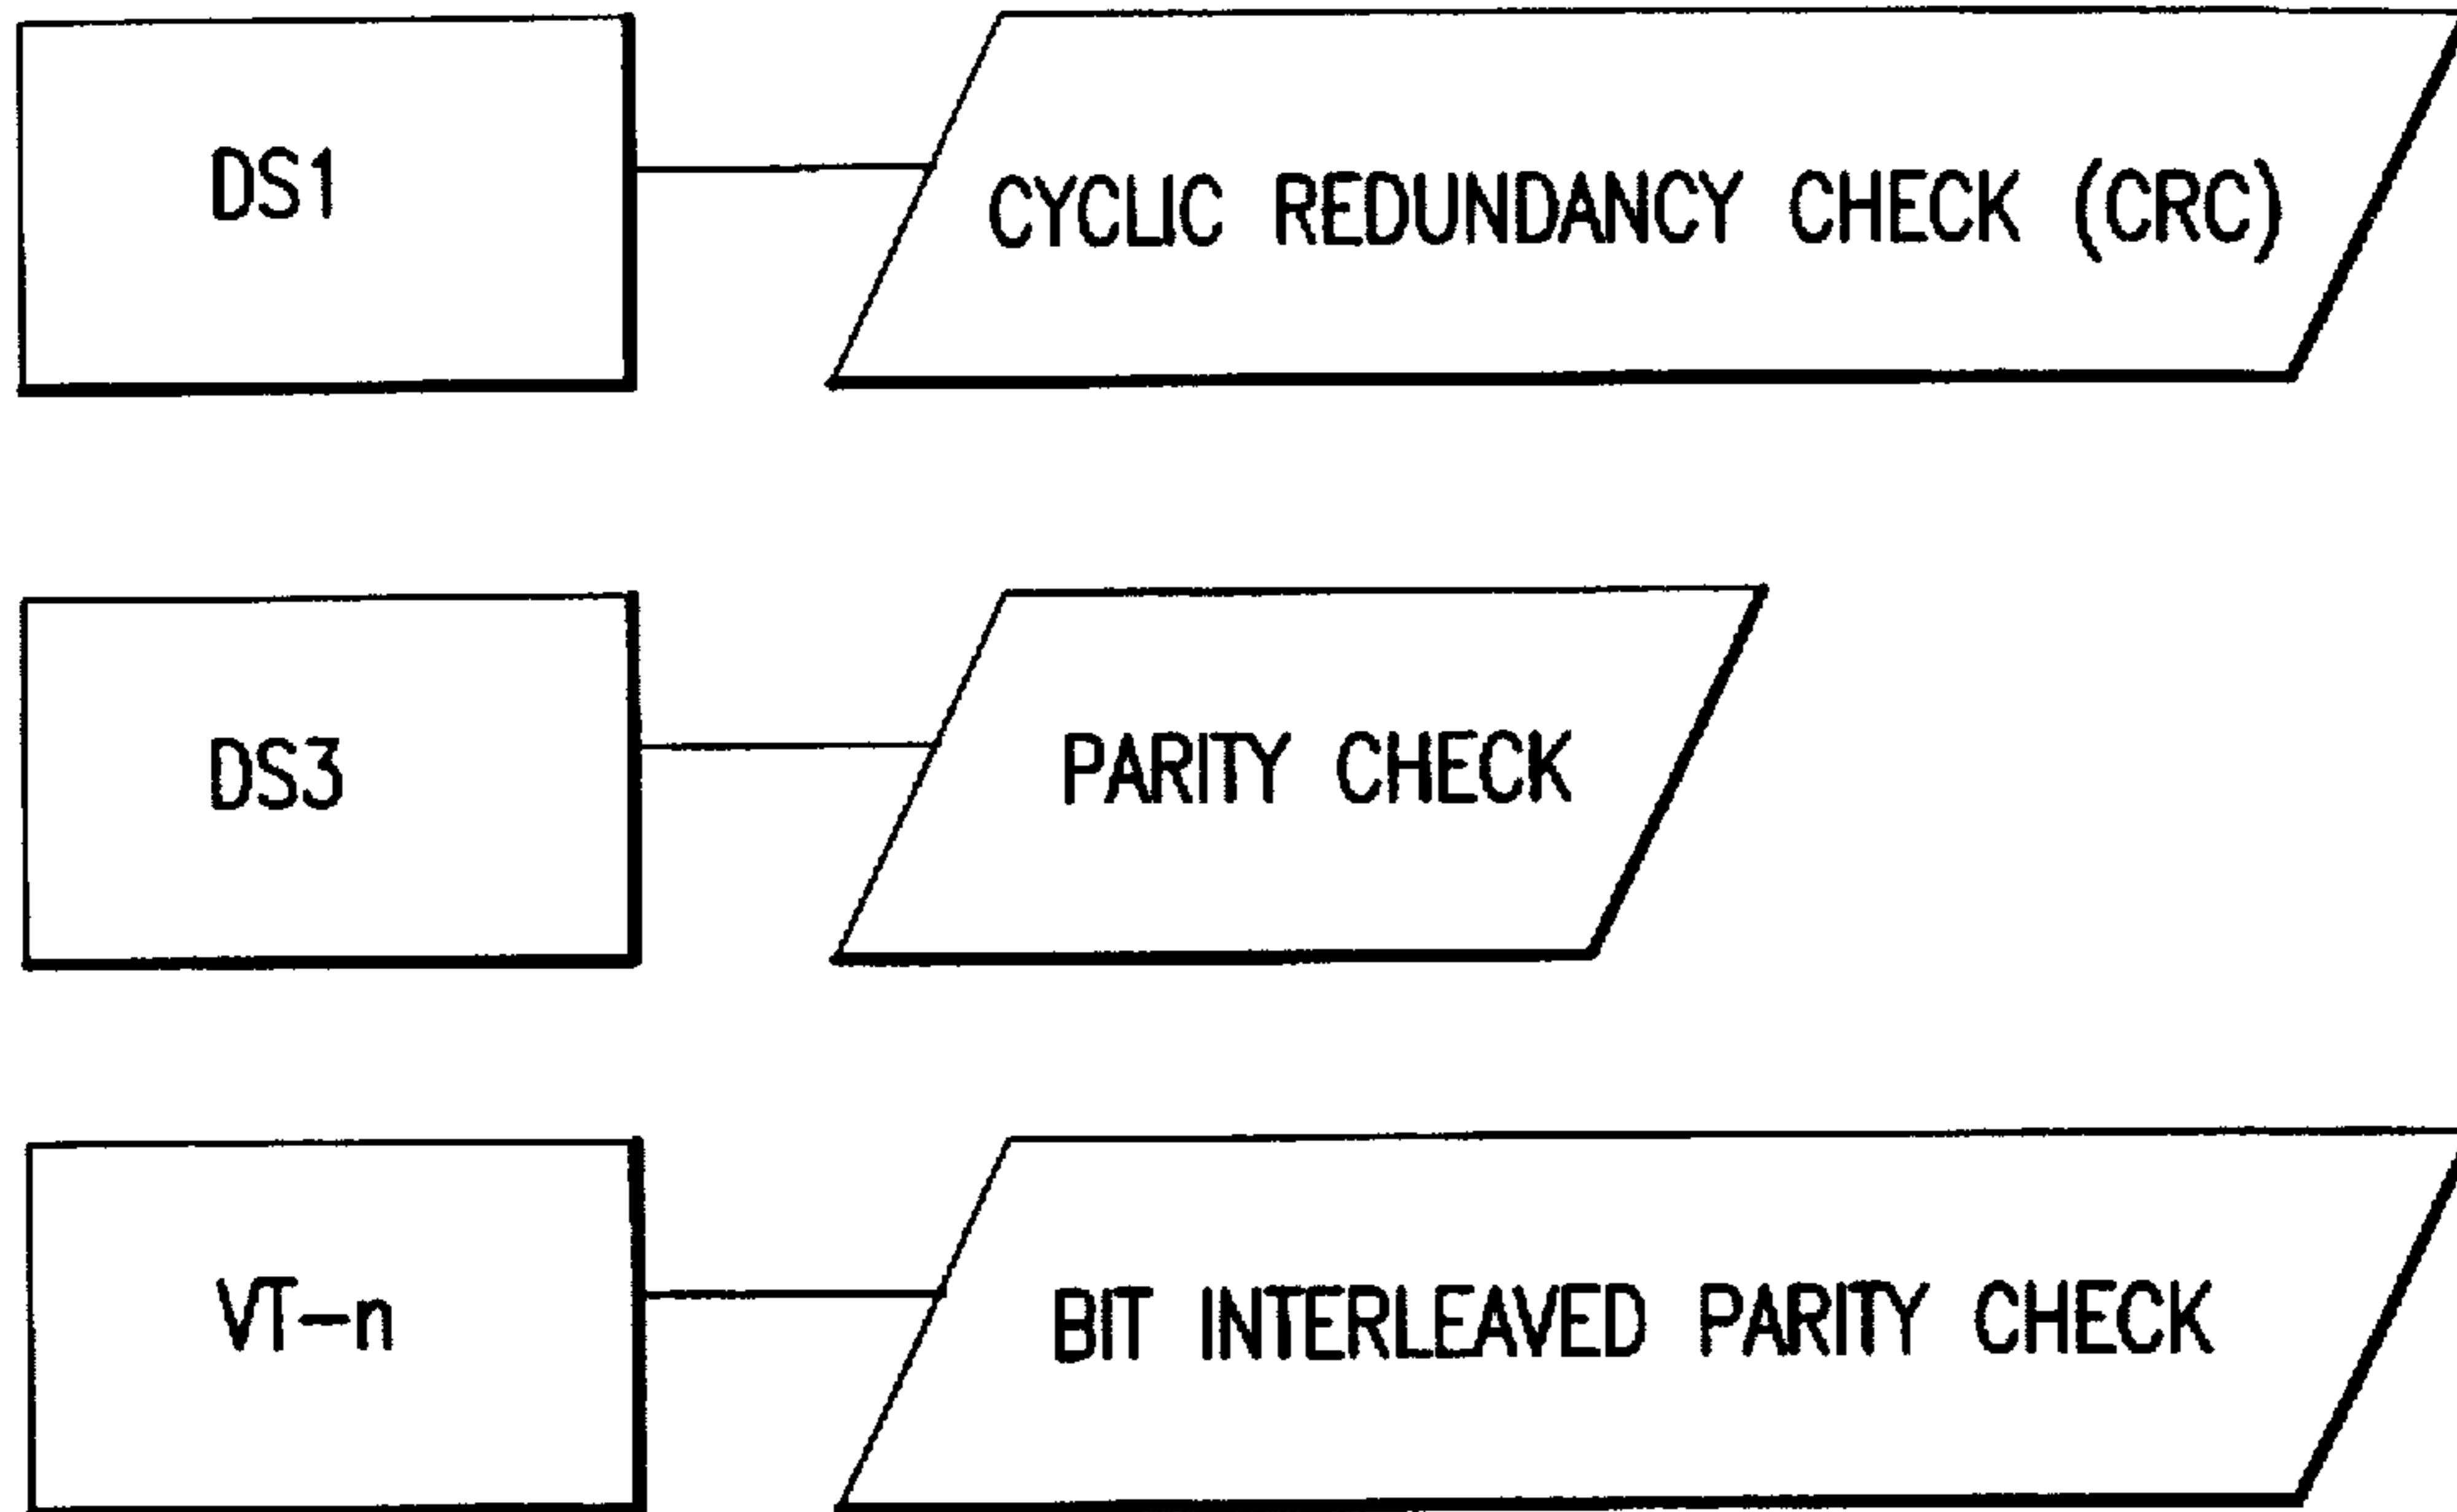 DS1
CYCLIC REDUNDANCY CHECK (CRC)
DS3
PARITY CHECK
VT-n
BIT INTERLEAVED PARITY CHECK